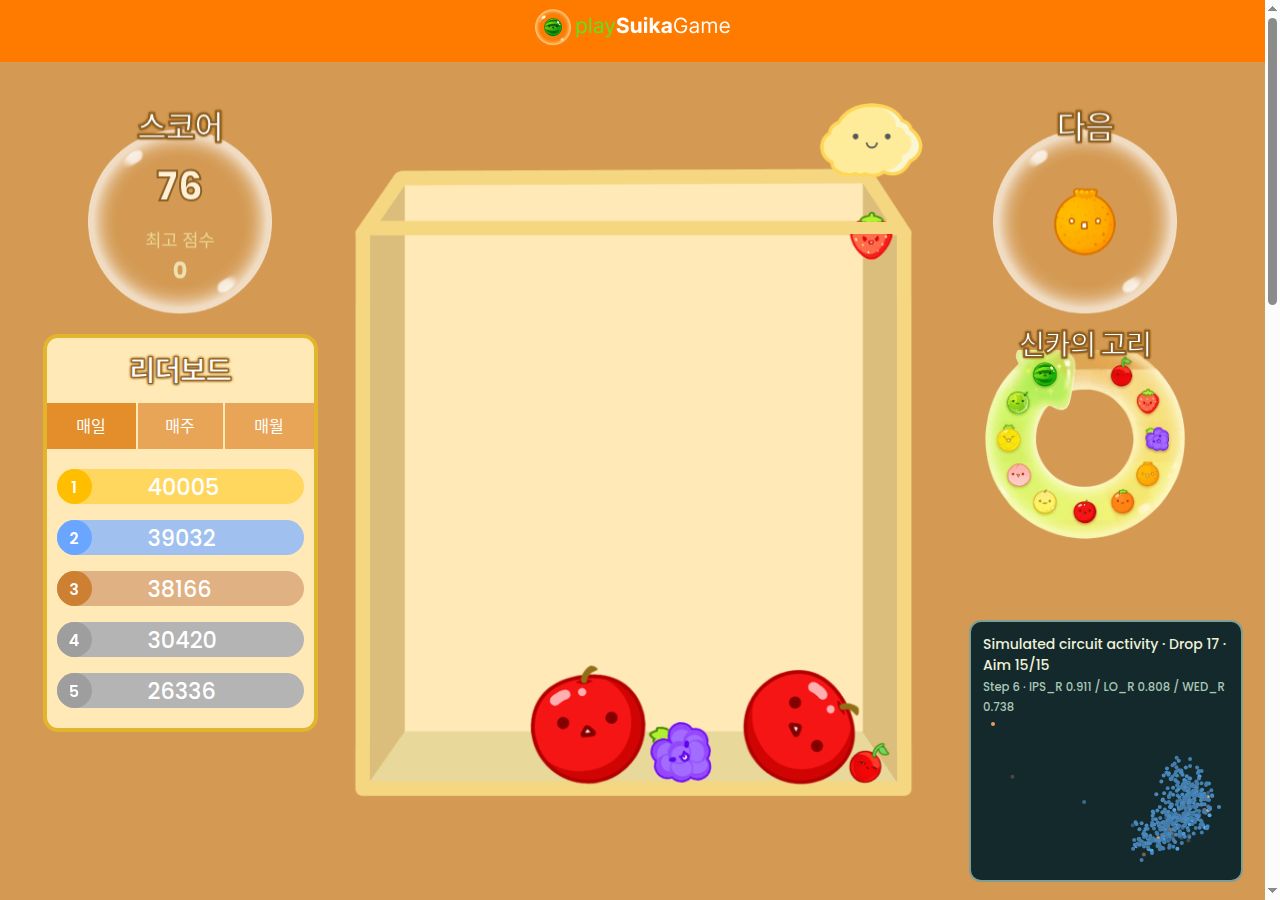 playSuikaGame
스코어
76
최고 점수
0
다음
신카의 고리
리더보드
매일 매주 매월
1 40005
2 39032
3 38166
4 30420
5 26336
Simulated circuit activity · Drop 17 ·
Aim 15/15
Step 6 · IPS_R 0.911 / LO_R 0.808 / WED_R
0.738